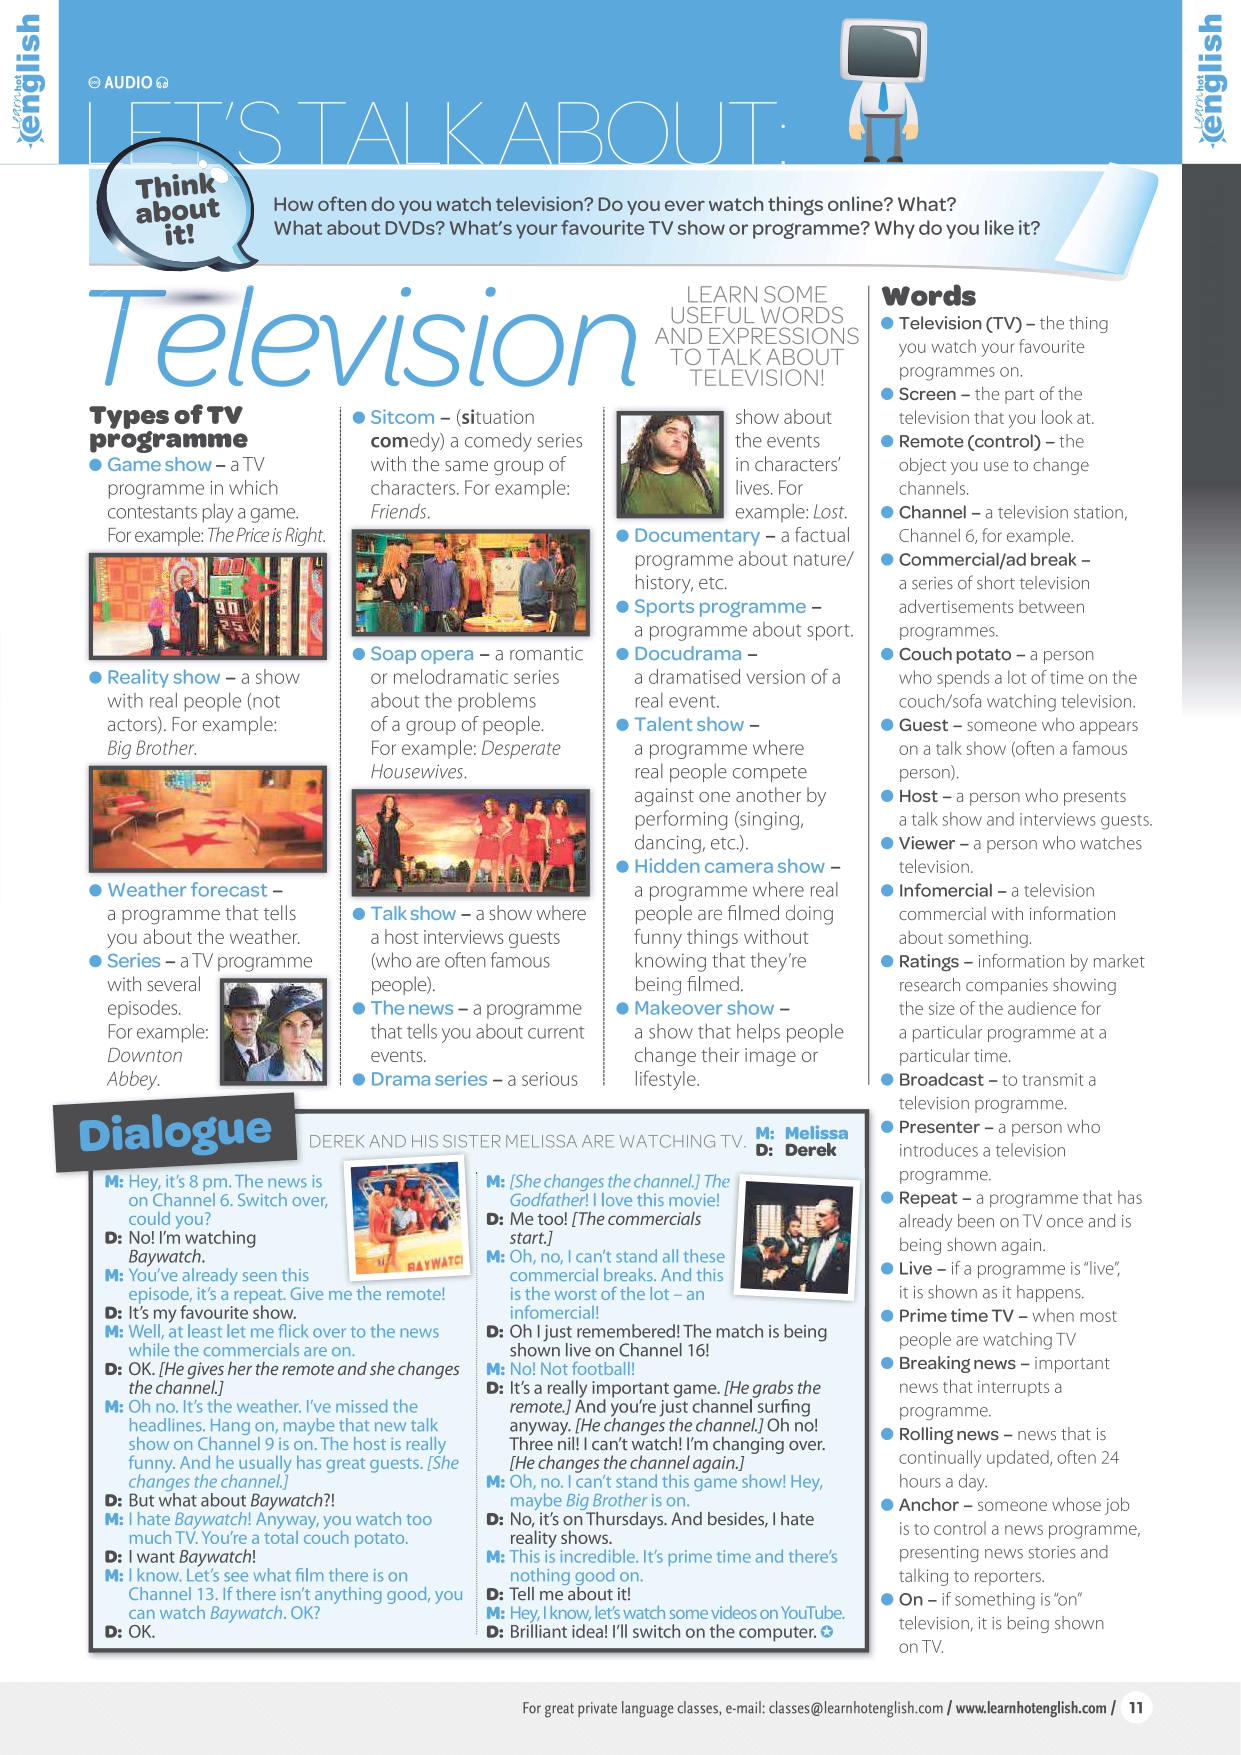 Learn hot
english
Learn hot
english
AUDIO
LET'S TALK ABOUT:
Think
about
it!
How often do you watch television? Do you ever watch things online? What?
What about DVDs? What's your favourite TV show or programme? Why do you like it?
Television
LEARN SOME
USEFUL WORDS
AND EXPRESSIONS
TO TALK ABOUT
TELEVISION!
Types of TV
programme
● Game show – a TV
programme in which
contestants play a game.
For example: The Price is Right.
100
5
90
25
● Reality show – a show
with real people (not
actors). For example:
Big Brother.
● Weather forecast –
a programme that tells
you about the weather.
● Series – a TV programme
with several
episodes.
For example:
Downton
Abbey.
● Sitcom – (situation
comedy) a comedy series
with the same group of
characters. For example:
Friends.
● Soap opera – a romantic
or melodramatic series
about the problems
of a group of people.
For example: Desperate
Housewives.
● Talk show – a show where
a host interviews guests
(who are often famous
people).
● The news – a programme
that tells you about current
events.
● Drama series – a serious
show about
the events
in characters'
lives. For
example: Lost.
● Documentary – a factual
programme about nature/
history, etc.
● Sports programme –
a programme about sport.
● Docudrama –
a dramatised version of a
real event.
● Talent show –
a programme where
real people compete
against one another by
performing (singing,
dancing, etc.).
● Hidden camera show –
a programme where real
people are filmed doing
funny things without
knowing that they're
being filmed.
● Makeover show –
a show that helps people
change their image or
lifestyle.
Words
● Television (TV) – the thing
you watch your favourite
programmes on.
● Screen – the part of the
television that you look at.
● Remote (control) – the
object you use to change
channels.
● Channel – a television station,
Channel 6, for example.
● Commercial/ad break –
a series of short television
advertisements between
programmes.
● Couch potato – a person
who spends a lot of time on the
couch/sofa watching television.
● Guest – someone who appears
on a talk show (often a famous
person).
● Host – a person who presents
a talk show and interviews guests.
● Viewer – a person who watches
television.
● Infomercial – a television
commercial with information
about something.
● Ratings – information by market
research companies showing
the size of the audience for
a particular programme at a
particular time.
● Broadcast – to transmit a
television programme.
● Presenter – a person who
introduces a television
programme.
● Repeat – a programme that has
already been on TV once and is
being shown again.
● Live – if a programme is "live",
it is shown as it happens.
● Prime time TV – when most
people are watching TV
● Breaking news – important
news that interrupts a
programme.
● Rolling news – news that is
continually updated, often 24
hours a day.
● Anchor – someone whose job
is to control a news programme,
presenting news stories and
talking to reporters.
● On – if something is "on"
television, it is being shown
on TV.
Dialogue
DEREK AND HIS SISTER MELISSA ARE WATCHING TV.
M: Melissa
D: Derek
M: Hey, it's 8 pm. The news is
on Channel 6. Switch over,
could you?
D: No! I'm watching
Baywatch.
M: You've already seen this
episode, it's a repeat. Give me the remote!
D: It's my favourite show.
M: Well, at least let me flick over to the news
while the commercials are on.
D: OK. [He gives her the remote and she changes
the channel.]
M: Oh no. It's the weather. I've missed the
headlines. Hang on, maybe that new talk
show on Channel 9 is on. The host is really
funny. And he usually has great guests. [She
changes the channel.]
D: But what about Baywatch?!
M: I hate Baywatch! Anyway, you watch too
much TV. You're a total couch potato.
D: I want Baywatch!
M: I know. Let's see what film there is on
Channel 13. If there isn't anything good, you
can watch Baywatch. OK?
D: OK.
BAYWATCH
M: [She changes the channel.] The
Godfather! I love this movie!
D: Me too! [The commercials
start.]
M: Oh, no, I can't stand all these
commercial breaks. And this
is the worst of the lot – an
infomercial!
D: Oh I just remembered! The match is being
shown live on Channel 16!
M: No! Not football!
D: It's a really important game. [He grabs the
remote.] And you're just channel surfing
anyway. [He changes the channel.] Oh no!
Three nil! I can't watch! I'm changing over.
[He changes the channel again.]
M: Oh, no. I can't stand this game show! Hey,
maybe Big Brother is on.
D: No, it's on Thursdays. And besides, I hate
reality shows.
M: This is incredible. It's prime time and there's
nothing good on.
D: Tell me about it!
M: Hey, I know, let's watch some videos on YouTube.
D: Brilliant idea! I'll switch on the computer.
For great private language classes, e-mail: classes@learnhotenglish.com / www.learnhotenglish.com / 11